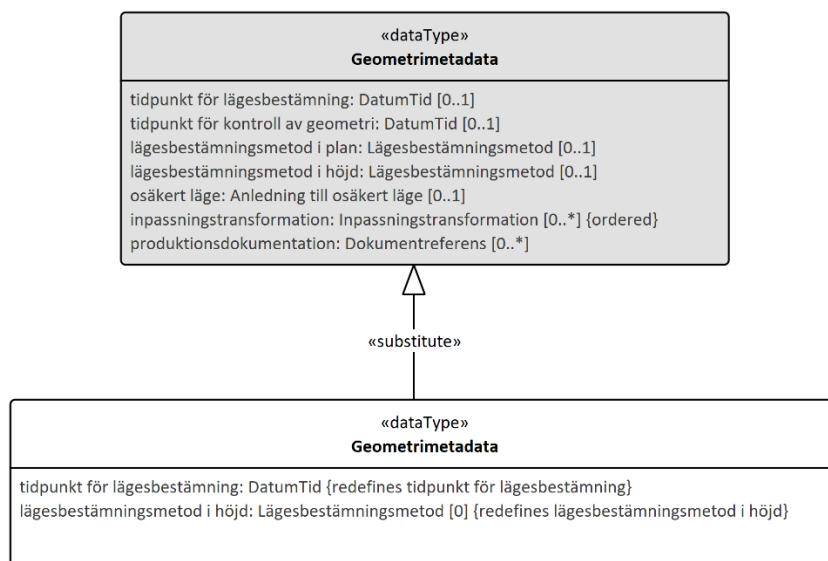 «dataType»
Geometrimetadata
tidpunkt för lägesbestämning: DatumTid [0..1]
tidpunkt för kontroll av geometri: DatumTid [0..1]
lägesbestämningsmetod i plan: Lägesbestämningsmetod [0..1]
lägesbestämningsmetod i höjd: Lägesbestämningsmetod [0..1]
osäkert läge: Anledning till osäkert läge [0..1]
inpassningstransformation: Inpassningstransformation [0..*] {ordered}
produktionsdokumentation: Dokumentreferens [0..*]
«substitute»
«dataType»
Geometrimetadata
tidpunkt för lägesbestämning: DatumTid {redefines tidpunkt för lägesbestämning}
lägesbestämningsmetod i höjd: Lägesbestämningsmetod [0] {redefines lägesbestämningsmetod i höjd}